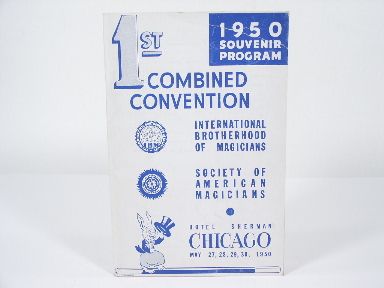 1ST
1950
SOUVENIR
PROGRAM
COMBINED
CONVENTION
INTERNATIONAL
BROTHERHOOD
OF MAGICIANS
SOCIETY OF
AMERICAN
MAGICIANS
HOTEL SHERMAN
CHICAGO
MAY 27, 28, 29, 30, 1950